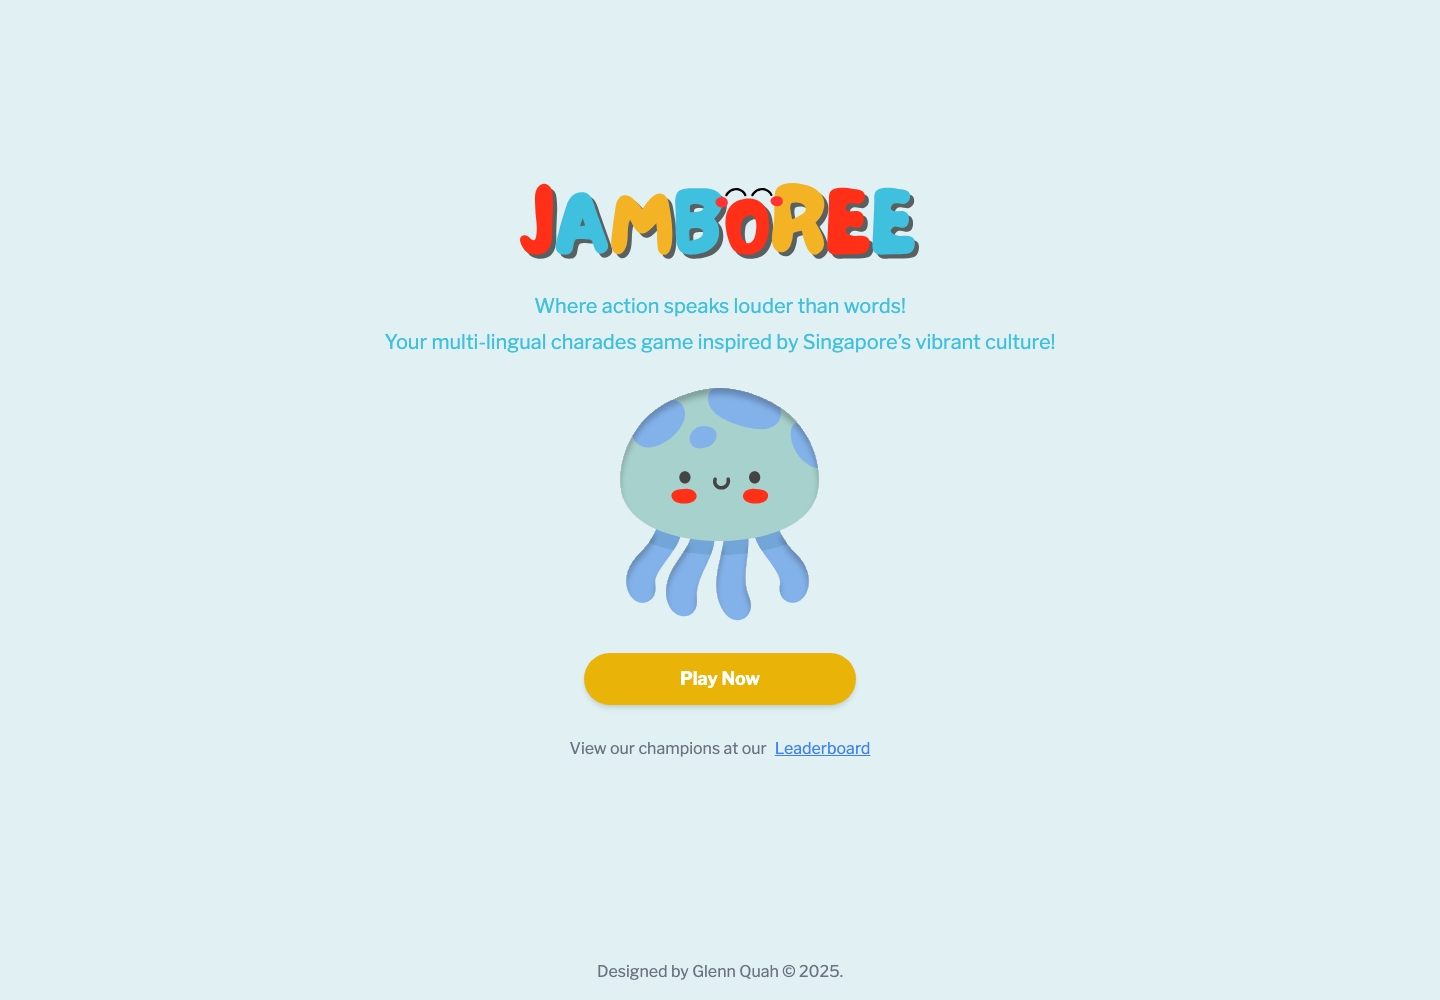 JAMBOREE
Where action speaks louder than words!
Your multi-lingual charades game inspired by Singapore’s vibrant culture!
Play Now
View our champions at our Leaderboard
Designed by Glenn Quah © 2025.